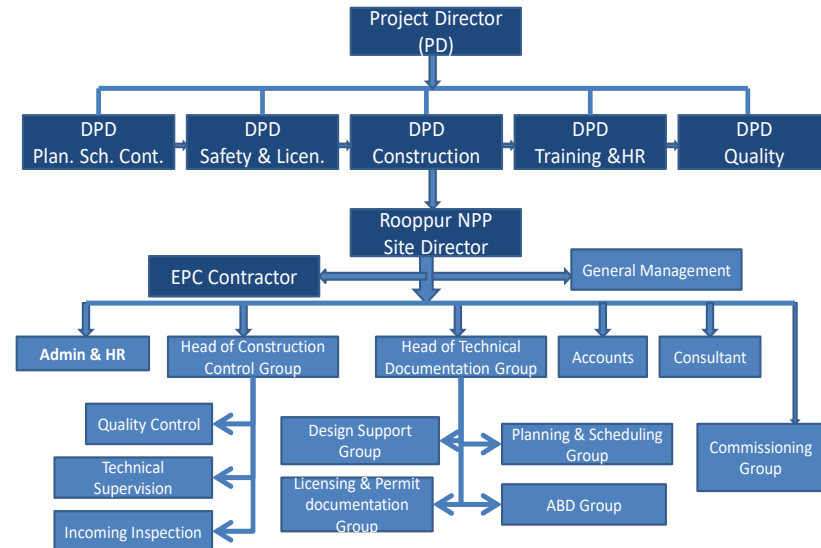 Project Director
(PD)
DPD
Plan. Sch. Cont.
DPD
Safety & Licen.
DPD
Construction
DPD
Training &HR
DPD
Quality
Rooppur NPP
Site Director
EPC Contractor
General Management
Admin & HR
Head of Construction
Control Group
Head of Technical
Documentation Group
Accounts
Consultant
Quality Control
Technical
Supervision
Incoming Inspection
Design Support
Group
Planning & Scheduling
Group
Licensing & Permit
documentation
Group
ABD Group
Commissioning
Group